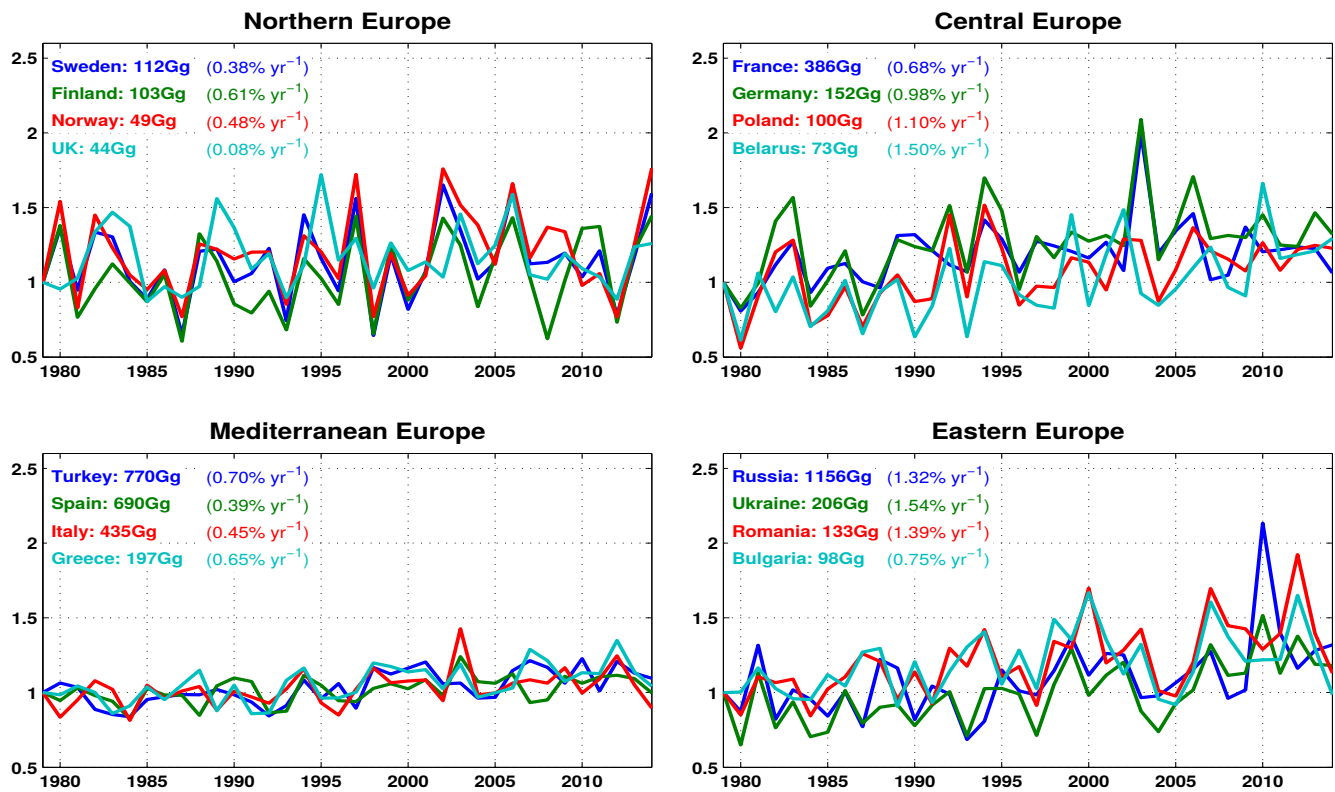 Northern Europe
2.5
2
1.5
1
0.5
Sweden: 112Gg (0.38% yr⁻¹)
Finland: 103Gg (0.61% yr⁻¹)
Norway: 49Gg (0.48% yr⁻¹)
UK: 44Gg (0.08% yr⁻¹)
1980 1985 1990 1995 2000 2005 2010
Central Europe
2.5
2
1.5
1
0.5
France: 386Gg (0.68% yr⁻¹)
Germany: 152Gg (0.98% yr⁻¹)
Poland: 100Gg (1.10% yr⁻¹)
Belarus: 73Gg (1.50% yr⁻¹)
1980 1985 1990 1995 2000 2005 2010
Mediterranean Europe
2.5
2
1.5
1
0.5
Turkey: 770Gg (0.70% yr⁻¹)
Spain: 690Gg (0.39% yr⁻¹)
Italy: 435Gg (0.45% yr⁻¹)
Greece: 197Gg (0.65% yr⁻¹)
1980 1985 1990 1995 2000 2005 2010
Eastern Europe
2.5
2
1.5
1
0.5
Russia: 1156Gg (1.32% yr⁻¹)
Ukraine: 206Gg (1.54% yr⁻¹)
Romania: 133Gg (1.39% yr⁻¹)
Bulgaria: 98Gg (0.75% yr⁻¹)
1980 1985 1990 1995 2000 2005 2010